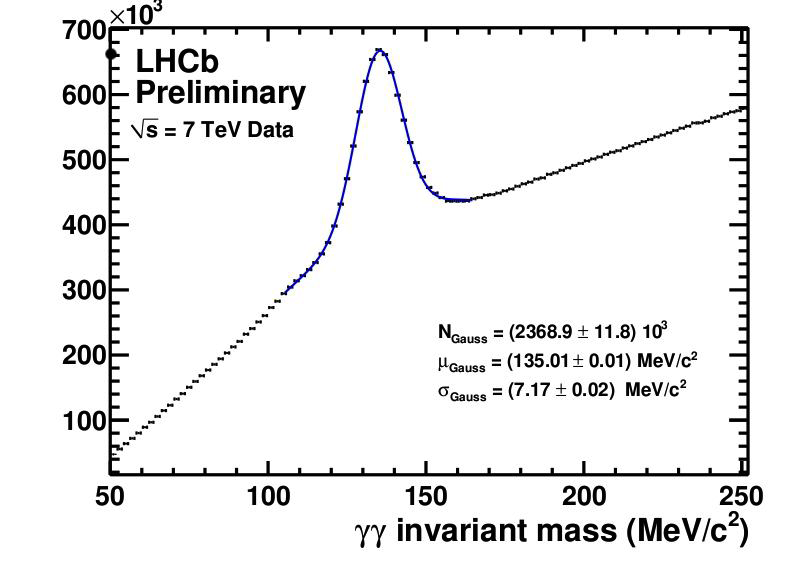 ×10³
700
600
500
400
300
200
100
LHCb
Preliminary
√s = 7 TeV Data
N_Gauss = (2368.9 ± 11.8) 10³
μ_Gauss = (135.01 ± 0.01) MeV/c²
σ_Gauss = (7.17 ± 0.02) MeV/c²
50 100 150 200 250
γγ invariant mass (MeV/c²)